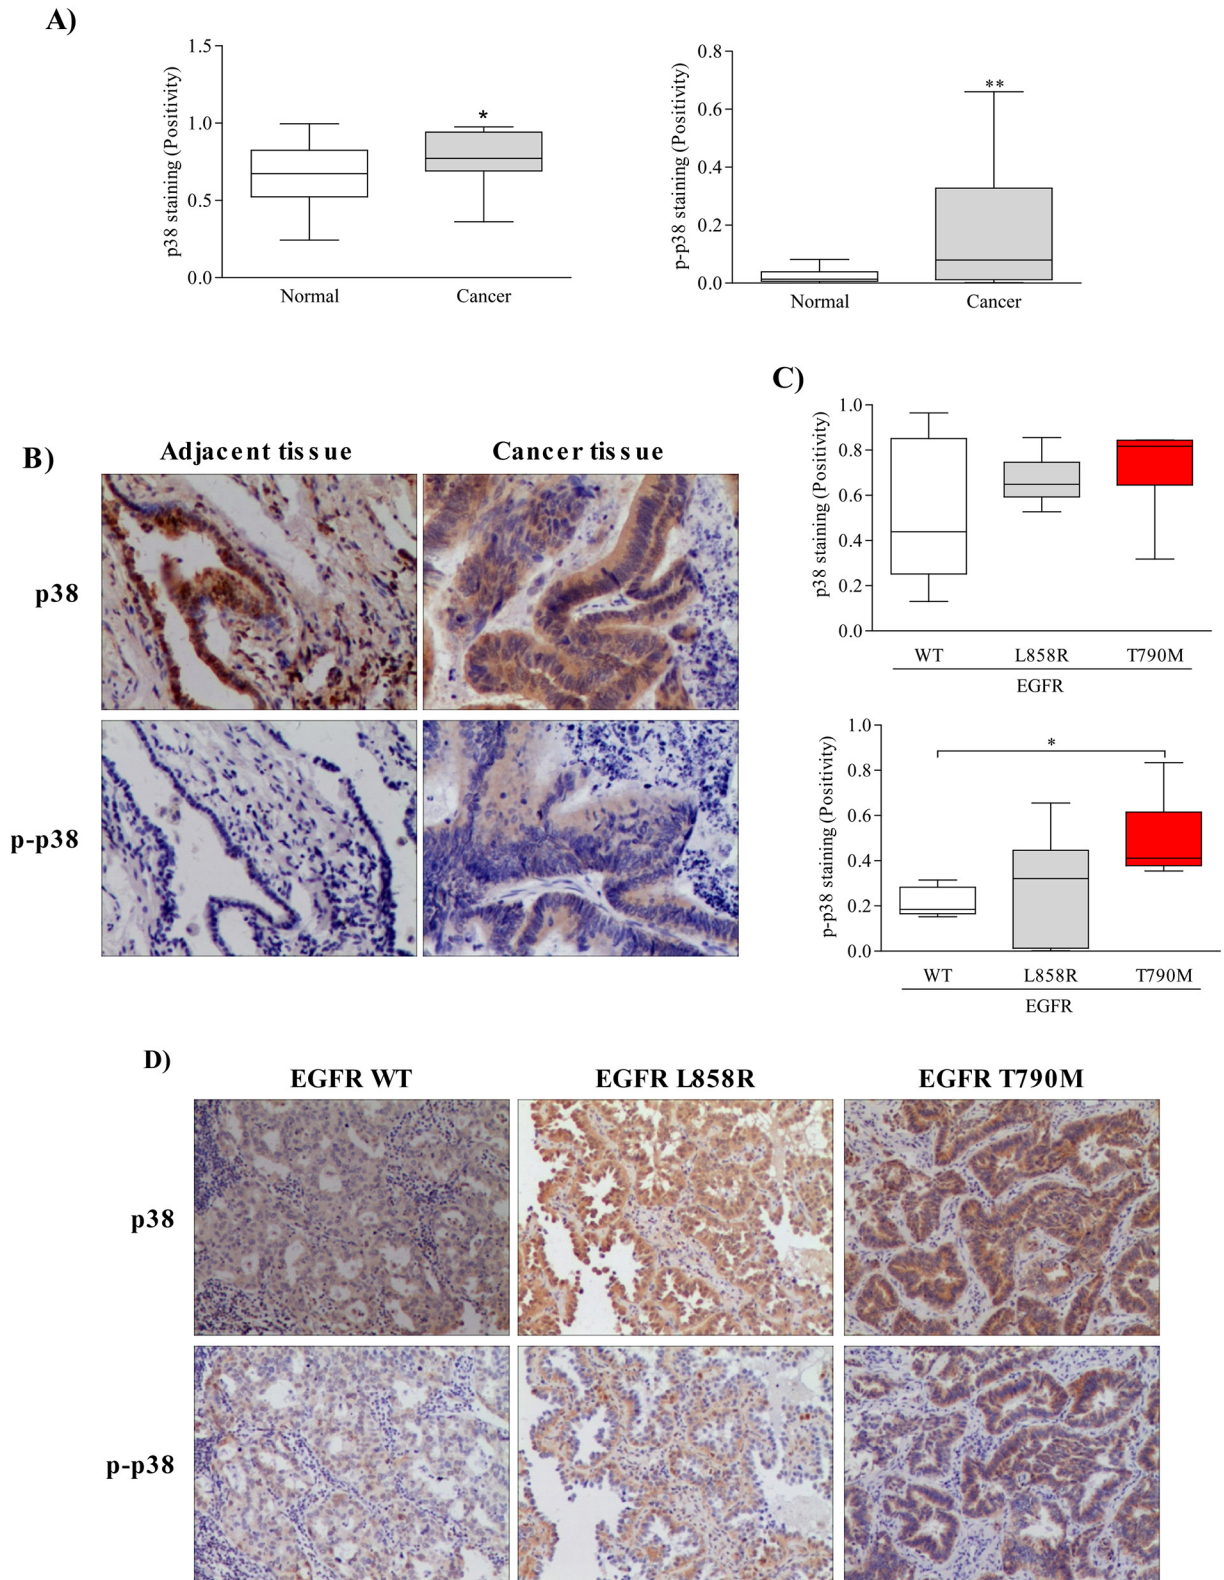 A)
p38 staining (Positivity)
1.5
1.0
0.5
0.0
*
Normal
Cancer
p-p38 staining (Positivity)
0.8
0.6
0.4
0.2
0.0
**
Normal
Cancer
B)
Adjacent tissue
Cancer tissue
p38
p-p38
C)
p38 staining (Positivity)
1.0
0.8
0.6
0.4
0.2
0.0
WT
L858R
T790M
EGFR
p-p38 staining (Positivity)
1.0
0.8
0.6
0.4
0.2
0.0
*
WT
L858R
T790M
EGFR
D)
EGFR WT
EGFR L858R
EGFR T790M
p38
p-p38